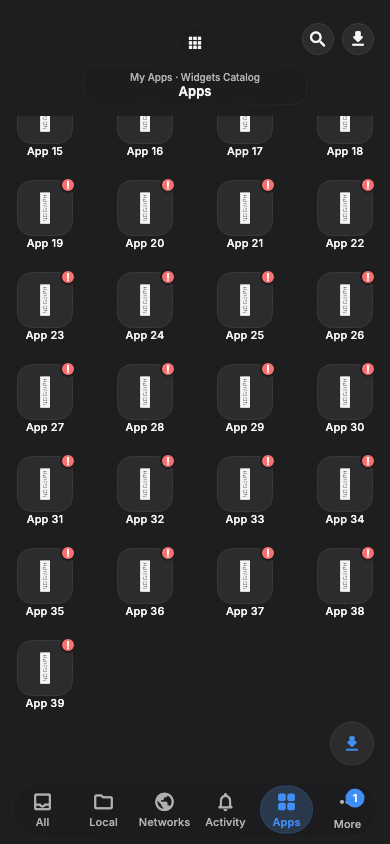 My Apps · Widgets Catalog
Apps
App 15
App 16
App 17
App 18
App 19
App 20
App 21
App 22
App 23
App 24
App 25
App 26
App 27
App 28
App 29
App 30
App 31
App 32
App 33
App 34
App 35
App 36
App 37
App 38
App 39
1
All
Local
Networks
Activity
Apps
More